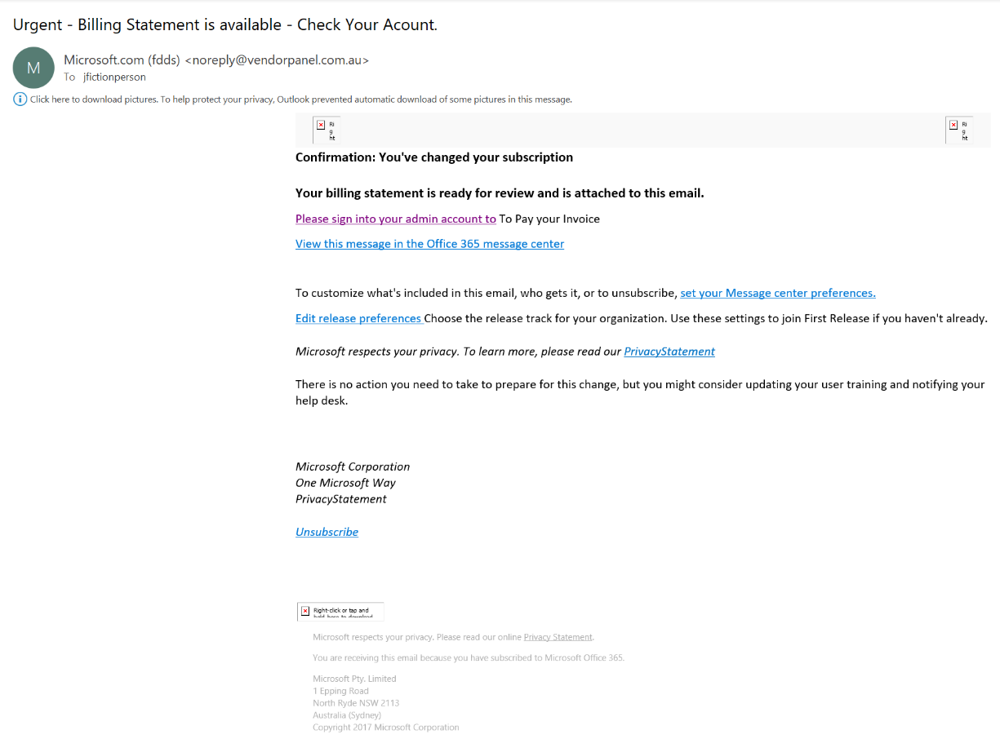 Urgent - Billing Statement is available - Check Your Acount.
M
Microsoft.com (fdds) <noreply@vendorpanel.com.au>
To jfictionperson
Click here to download pictures. To help protect your privacy, Outlook prevented automatic download of some pictures in this message.
Ri
g
ht
Ri
g
ht
Confirmation: You've changed your subscription
Your billing statement is ready for review and is attached to this email.
Please sign into your admin account to To Pay your Invoice
View this message in the Office 365 message center
To customize what's included in this email, who gets it, or to unsubscribe, set your Message center preferences.
Edit release preferences Choose the release track for your organization. Use these settings to join First Release if you haven't already.
Microsoft respects your privacy. To learn more, please read our PrivacyStatement
There is no action you need to take to prepare for this change, but you might consider updating your user training and notifying your
help desk.
Microsoft Corporation
One Microsoft Way
PrivacyStatement
Unsubscribe
Right-click or tap and
hold here to download
Microsoft respects your privacy. Please read our online Privacy Statement.
You are receiving this email because you have subscribed to Microsoft Office 365.
Microsoft Pty. Limited
1 Epping Road
North Ryde NSW 2113
Australia (Sydney)
Copyright 2017 Microsoft Corporation